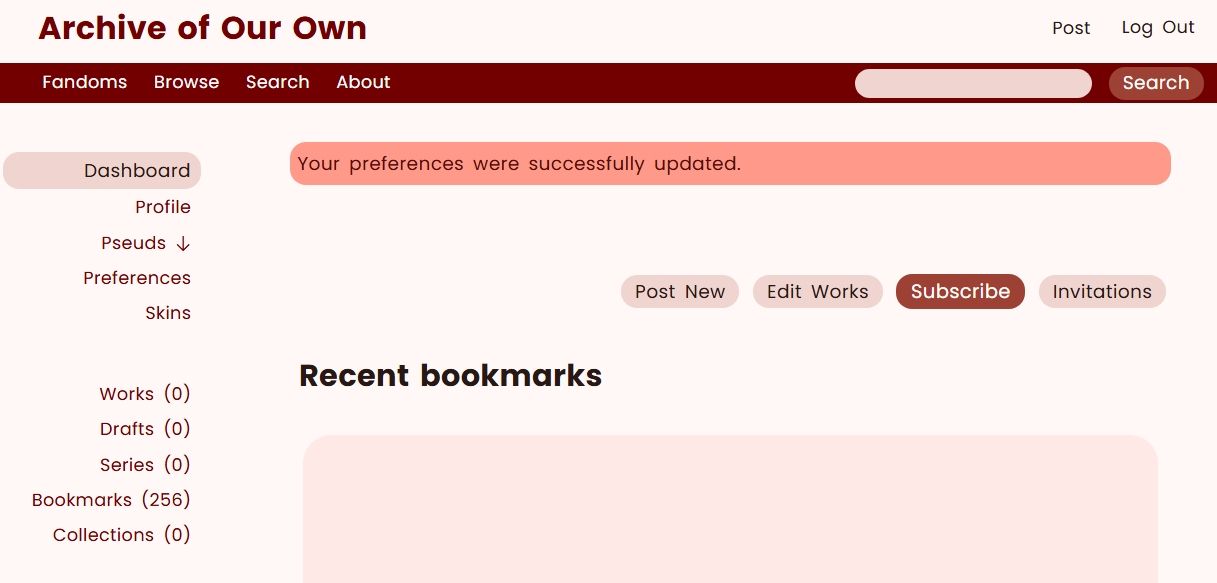 Archive of Our Own
Post Log Out
Fandoms Browse Search About
Search
Your preferences were successfully updated.
Dashboard
Profile
Pseuds ↓
Preferences
Skins
Post New Edit Works Subscribe Invitations
Recent bookmarks
Works (0)
Drafts (0)
Series (0)
Bookmarks (256)
Collections (0)